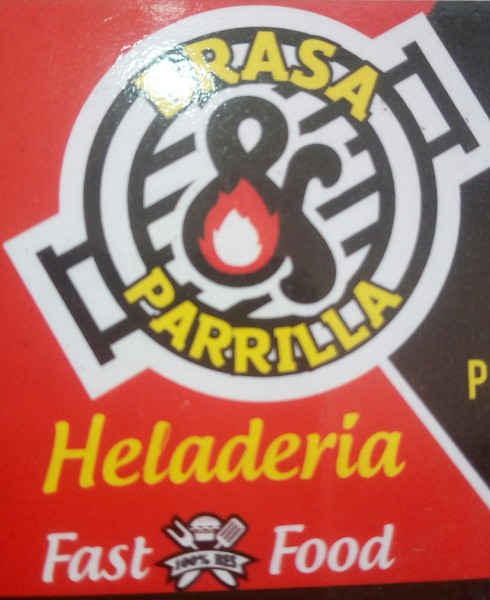 BRASA
&
PARRILLA
Heladeria
Fast Food
100% RES
P